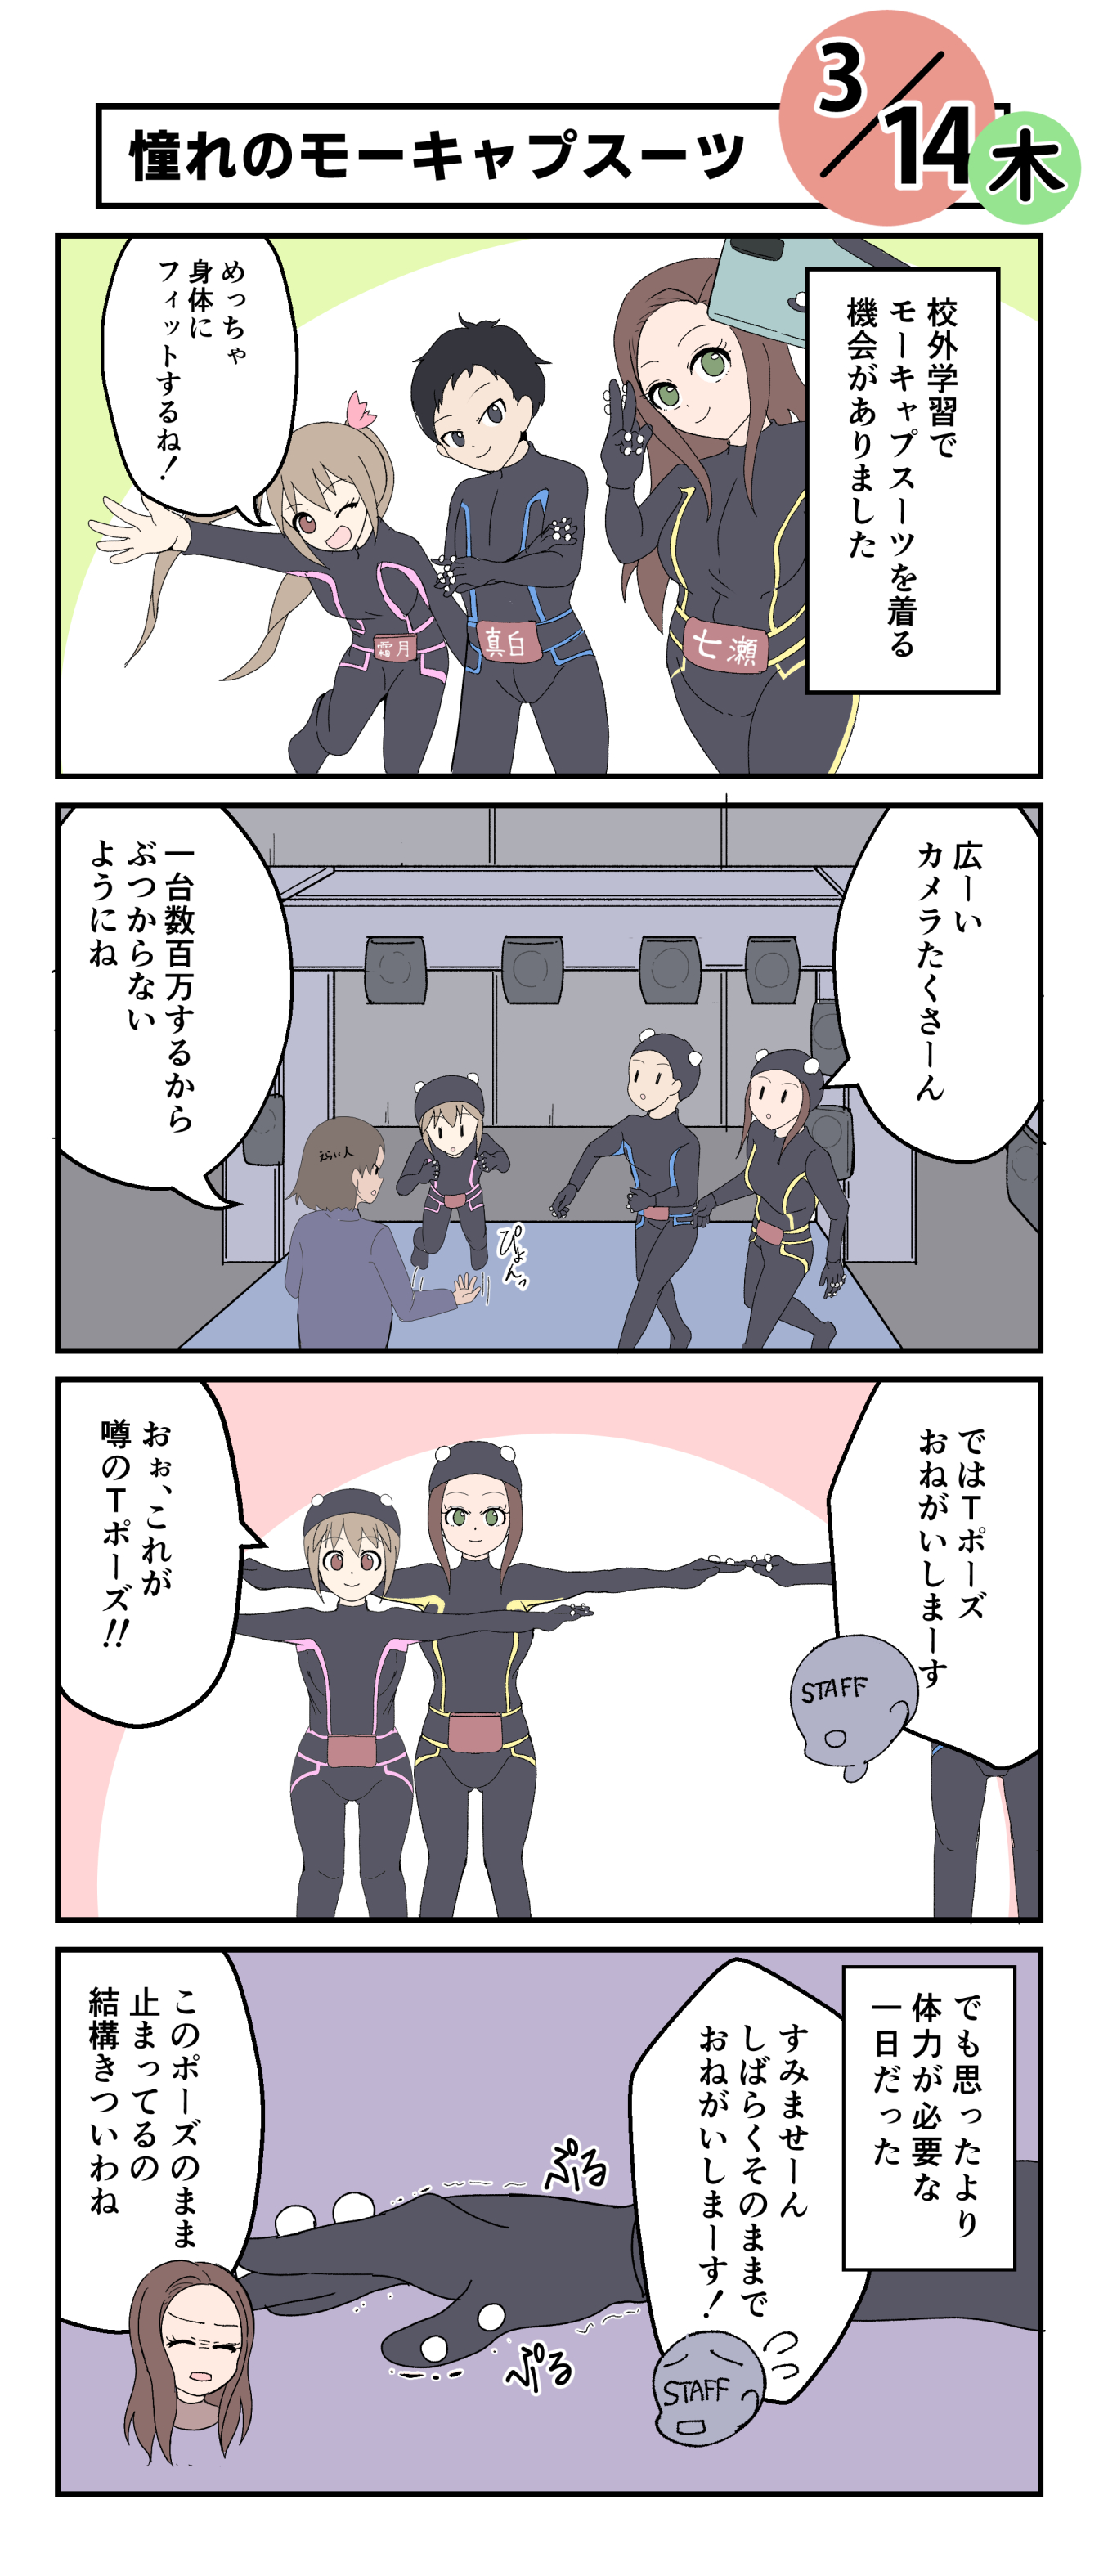 3/14
木
憧れのモーキャプスーツ
校外学習で
モーキャプスーツを着る
機会がありました
めっちゃ
身体に
フィットするね！
霜月
真白
七瀬
広ーい
カメラたくさーん
一台数百万するから
ぶつからない
ようにね
えらい人
ぴょんっ
ではTポーズ
おねがいしまーす
STAFF
おぉ、これが
噂のTポーズ!!
でも思ったより
体力が必要な
一日だった
すみませーん
しばらくそのままで
おねがいしまーす！
STAFF
ぷる
ぷる
このポーズのまま
止まってるの
結構きついわね